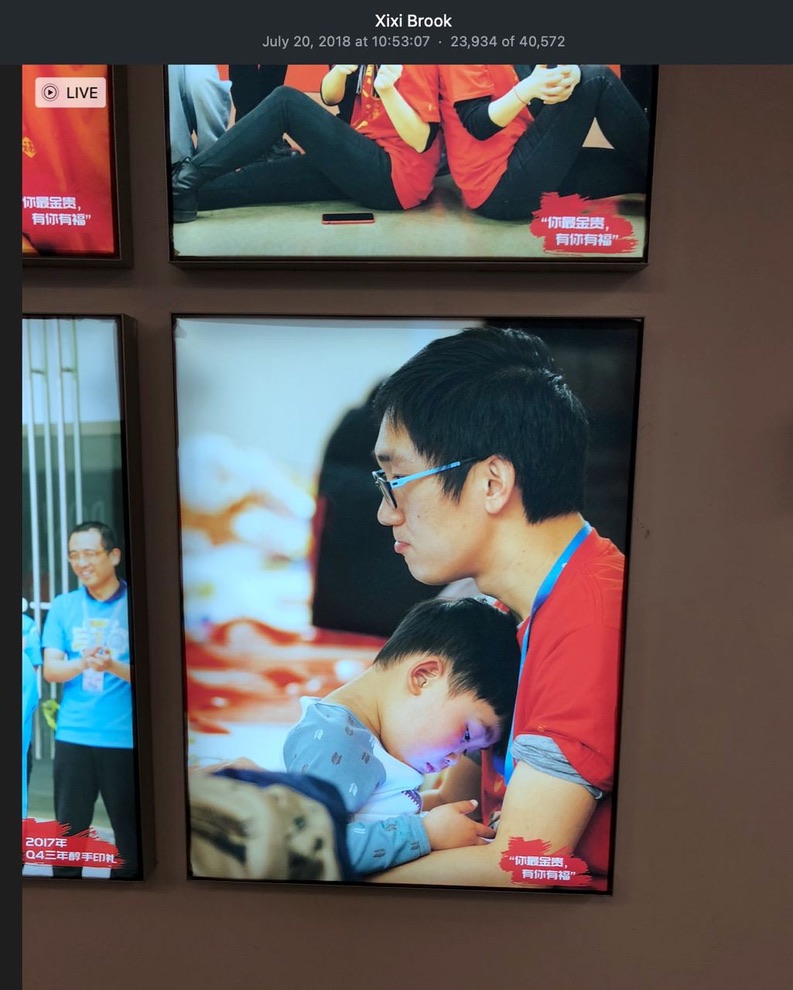 Xixi Brook
July 20, 2018 at 10:53:07 · 23,934 of 40,572
LIVE
你最金贵,
有你有福”
“你最金贵,
有你有福”
2017年
Q4三年醇手印礼
“你最金贵,
有你有福”